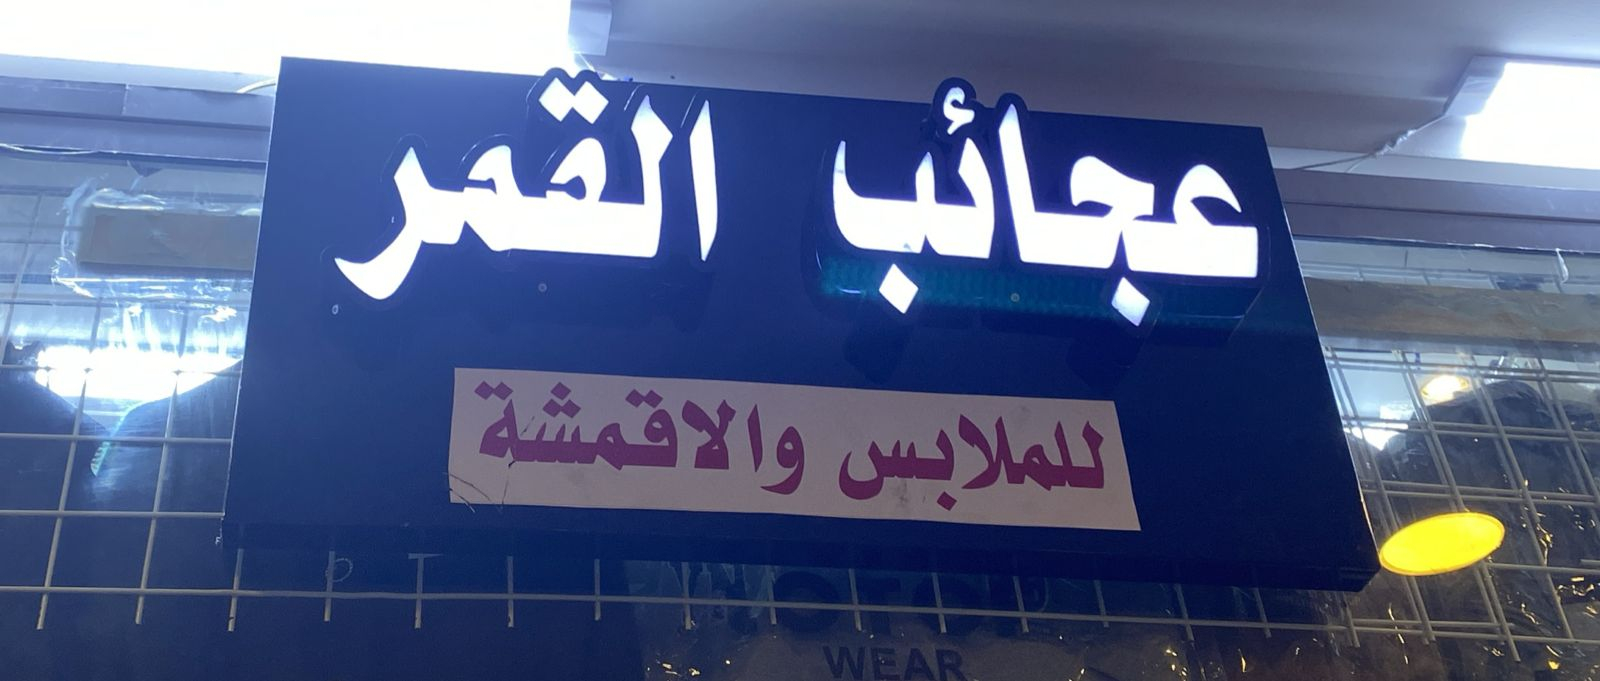 عجائب القمر
للملابس والاقمشة
WEAR